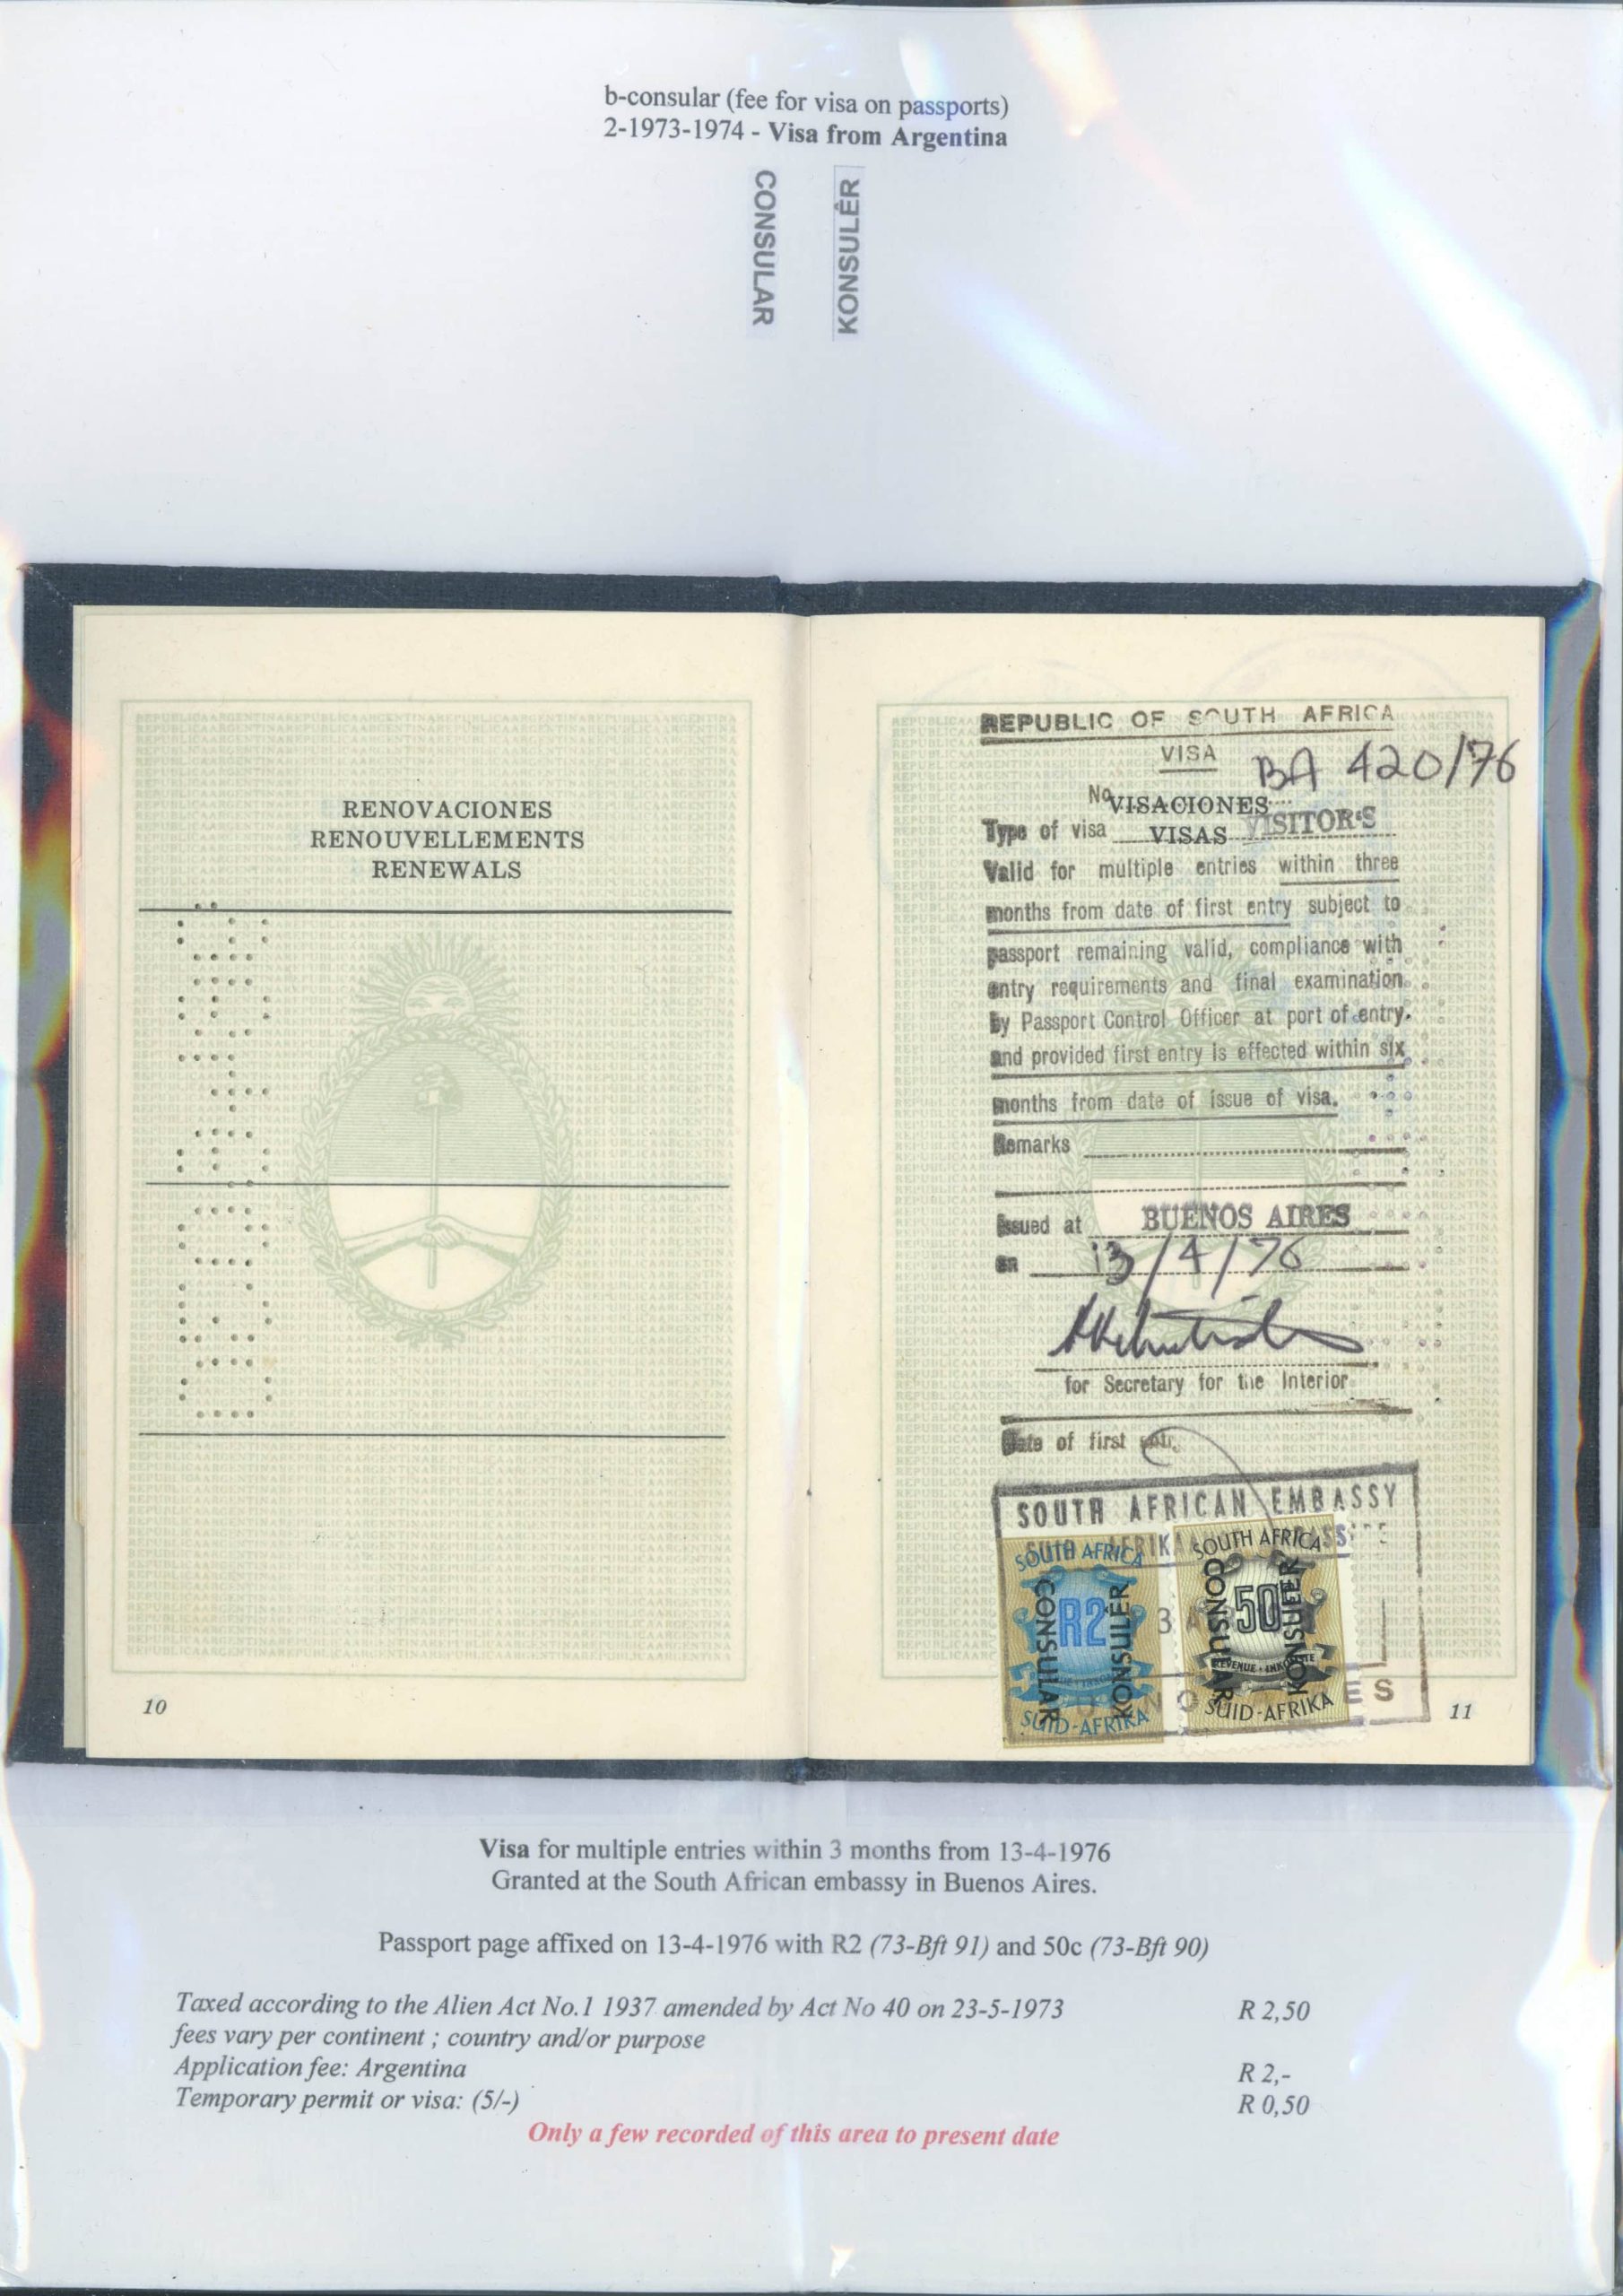 b-consular (fee for visa on passports)
2-1973-1974 - Visa from Argentina
CONSULAR
KONSULÊR
RENOVACIONES
RENOUVELLEMENTS
RENEWALS
10
REPUBLIC OF SOUTH AFRICA
VISA
No BA 420/76
VISACIONES
VISAS
Type of visa VISITOR'S
Valid for multiple entries within three
months from date of first entry subject to
passport remaining valid, compliance with
entry requirements and final examination
by Passport Control Officer at port of entry.
and provided first entry is effected within six
months from date of issue of visa.
Remarks
Issued at BUENOS AIRES
on 13/4/76
for Secretary for the Interior
Date of first
SOUTH AFRICAN EMBASSY
SOUTH AFRICA
CONSULAR
R2
KONSULÊR
SUID-AFRIKA
SOUTH AFRICA
CONSULAR
50
KONSULÊR
REVENUE · INKOMSTE
SUID-AFRIKA
11
Visa for multiple entries within 3 months from 13-4-1976
Granted at the South African embassy in Buenos Aires.
Passport page affixed on 13-4-1976 with R2 (73-Bft 91) and 50c (73-Bft 90)
Taxed according to the Alien Act No.1 1937 amended by Act No 40 on 23-5-1973 R 2,50
fees vary per continent ; country and/or purpose
Application fee: Argentina R 2,-
Temporary permit or visa: (5/-) R 0,50
Only a few recorded of this area to present date